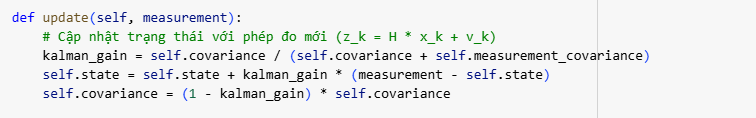 def update(self, measurement):
    # Cập nhật trạng thái với phép đo mới (z_k = H * x_k + v_k)
    kalman_gain = self.covariance / (self.covariance + self.measurement_covariance)
    self.state = self.state + kalman_gain * (measurement - self.state)
    self.covariance = (1 - kalman_gain) * self.covariance